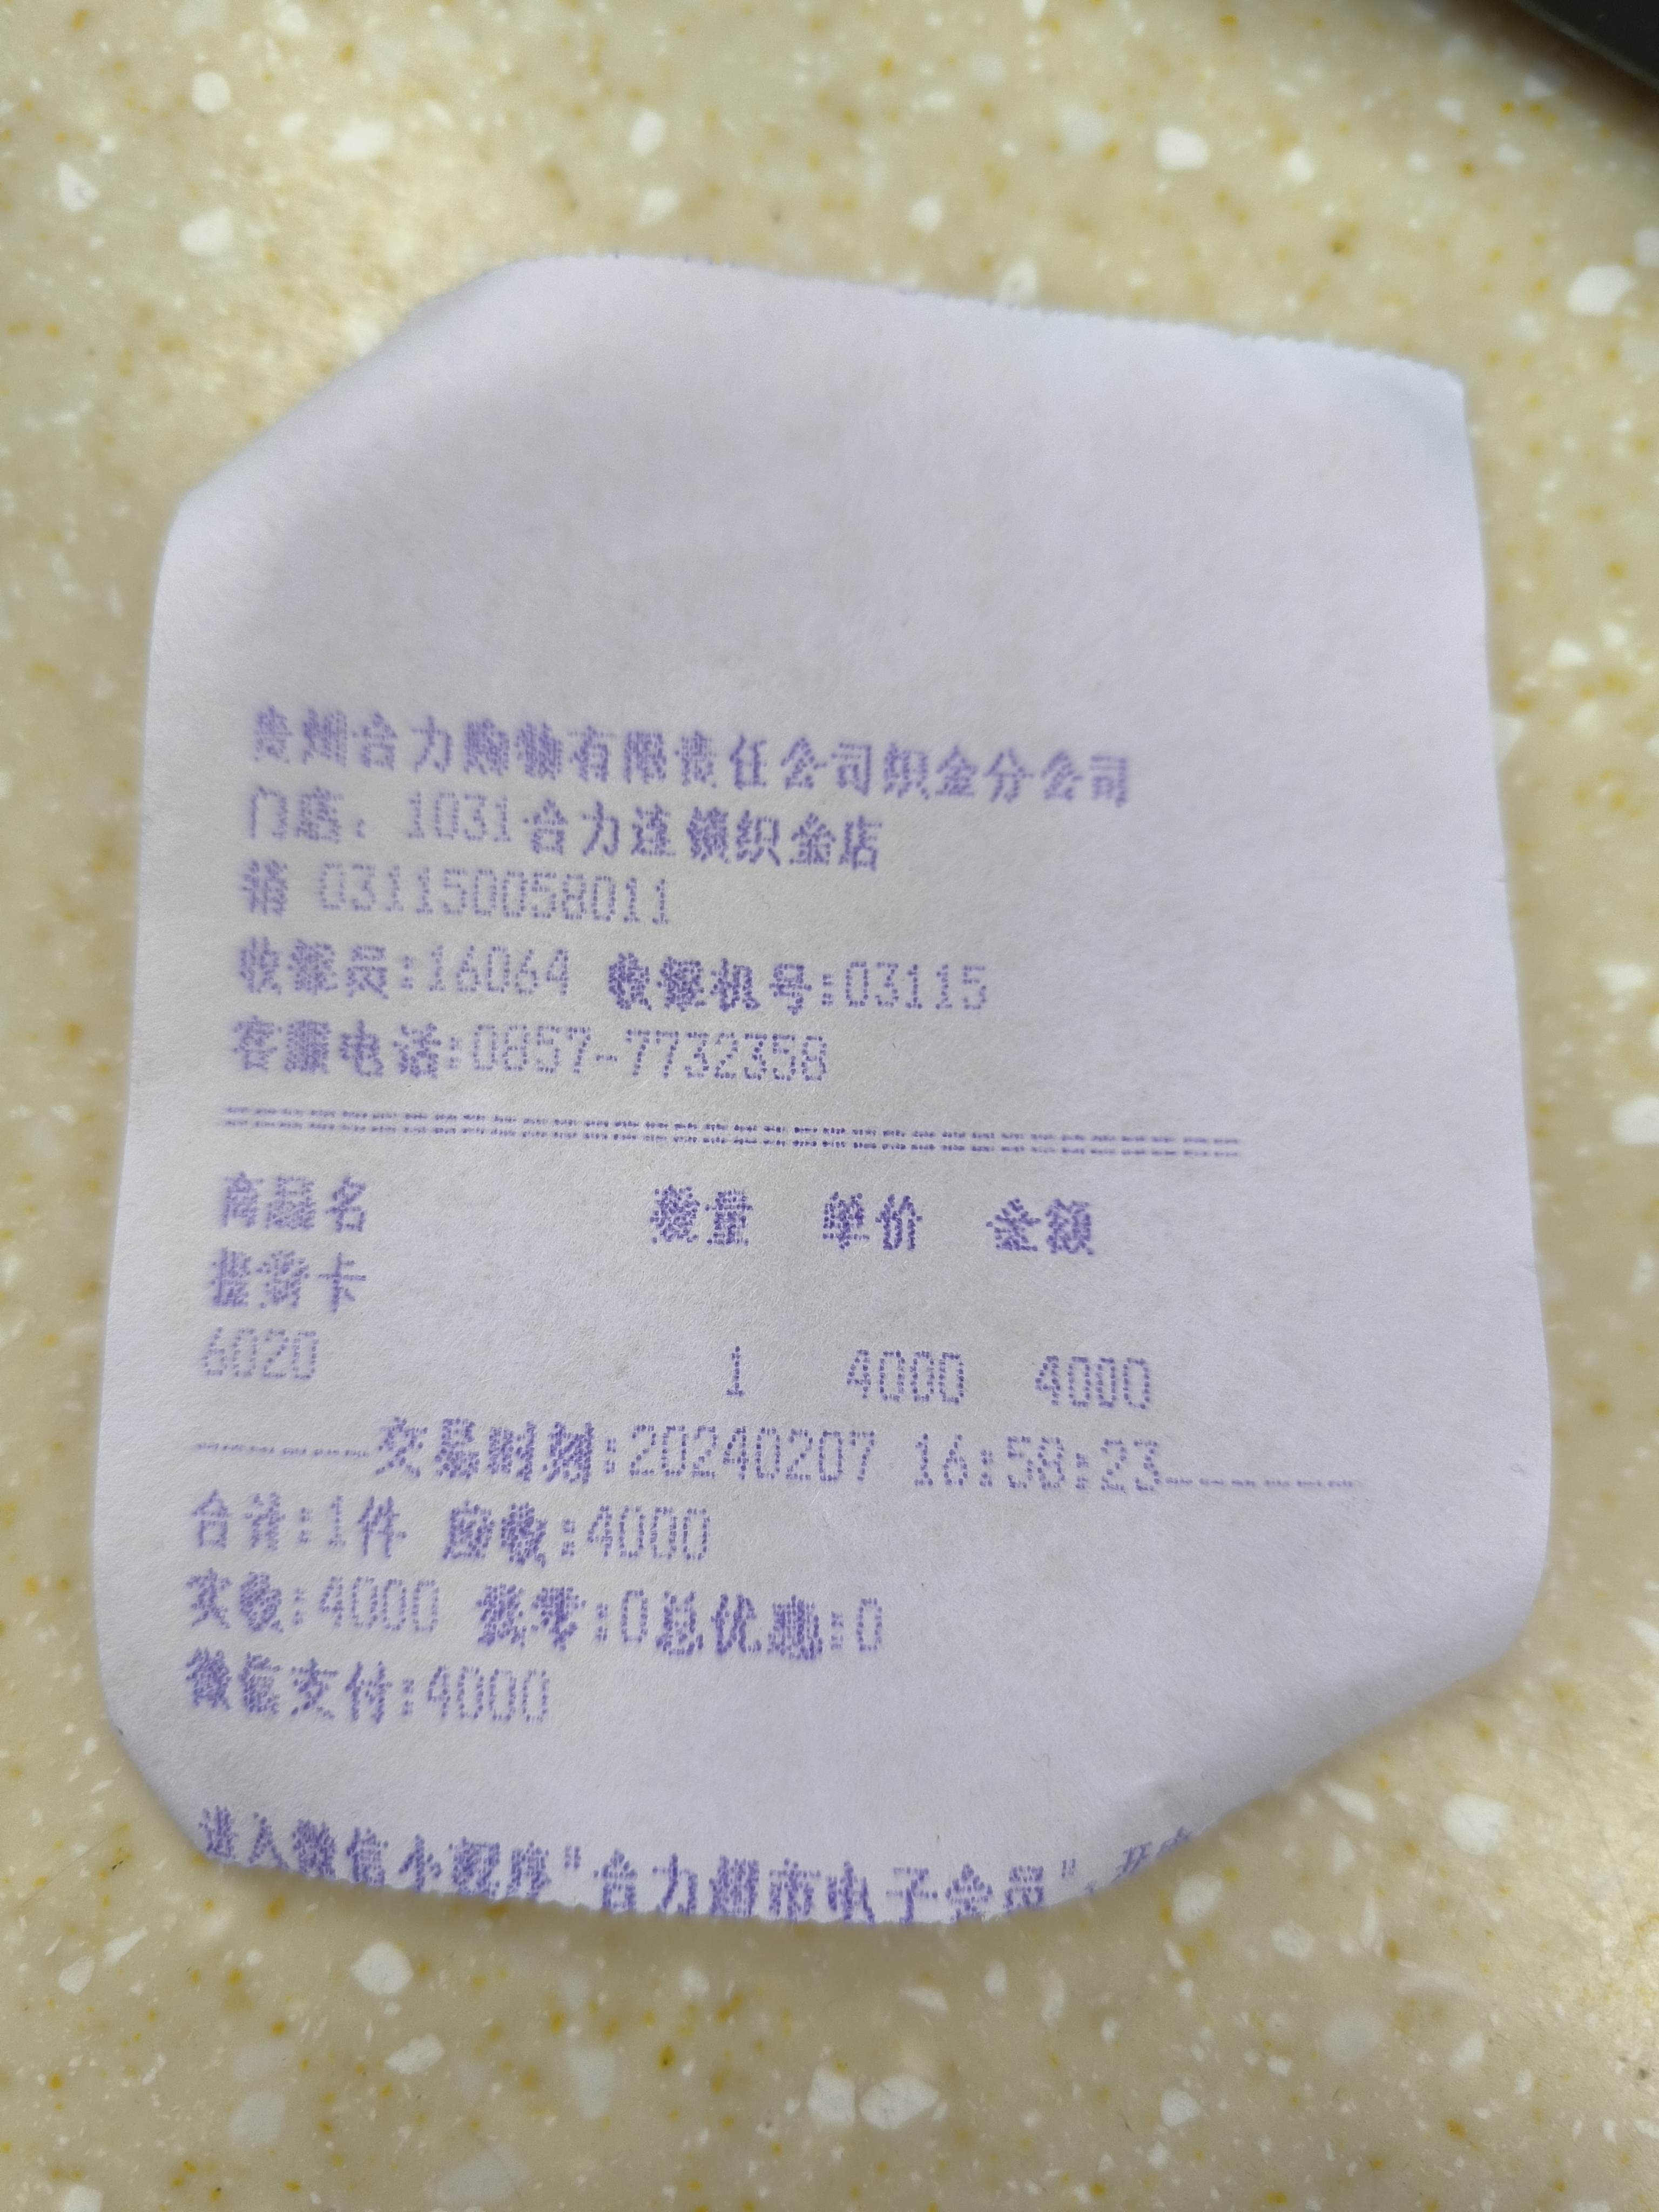 贵州合力购物有限责任公司织金分公司
门店: 1031合力连锁织金店
销 031150058011
收银员:16064 收银机号:03115
客服电话:0857-7732358
商品名 数量 单价 金额
提货卡
6020 1 4000 4000
交易时刻:20240207 16:58:23
合计:1件 应收:4000
实收:4000 找零:0总优惠:0
微信支付:4000
进入微信小程序"合力超市电子会员"